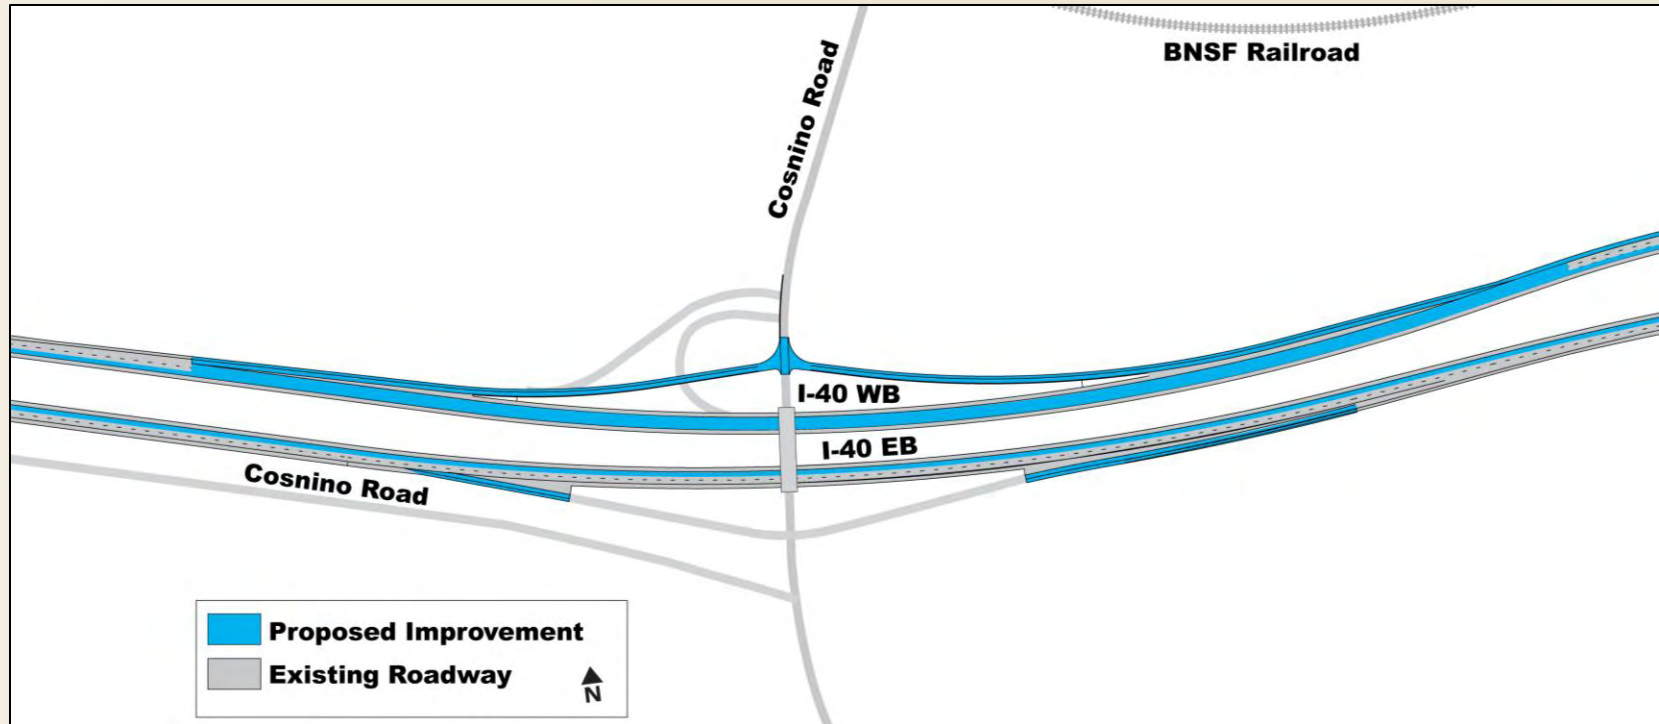 BNSF Railroad
Cosnino Road
I-40 WB
I-40 EB
Cosnino Road
Proposed Improvement
Existing Roadway
N